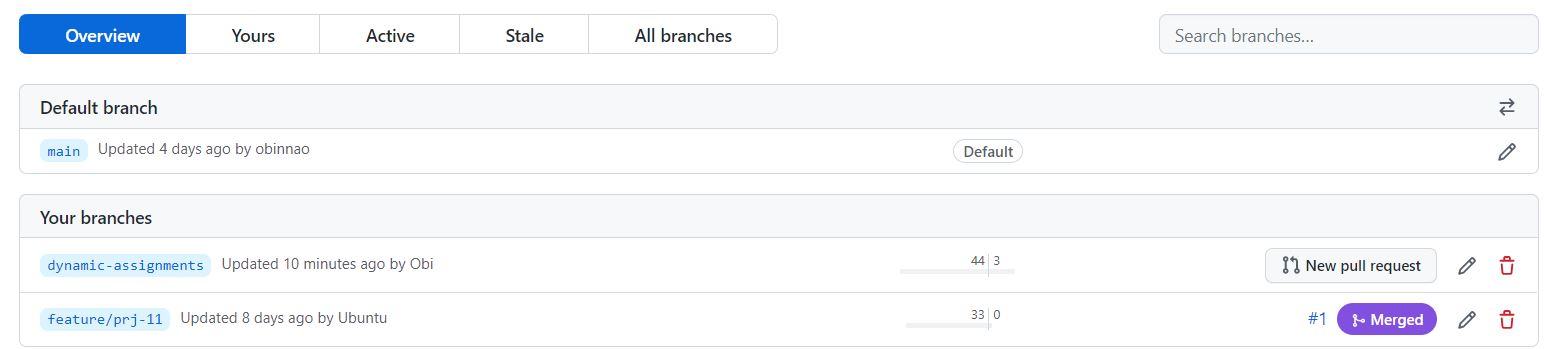 Overview Yours Active Stale All branches Search branches...
Default branch
main Updated 4 days ago by obinnao Default
Your branches
dynamic-assignments Updated 10 minutes ago by Obi 44 3 New pull request
feature/prj-11 Updated 8 days ago by Ubuntu 33 0 #1 Merged